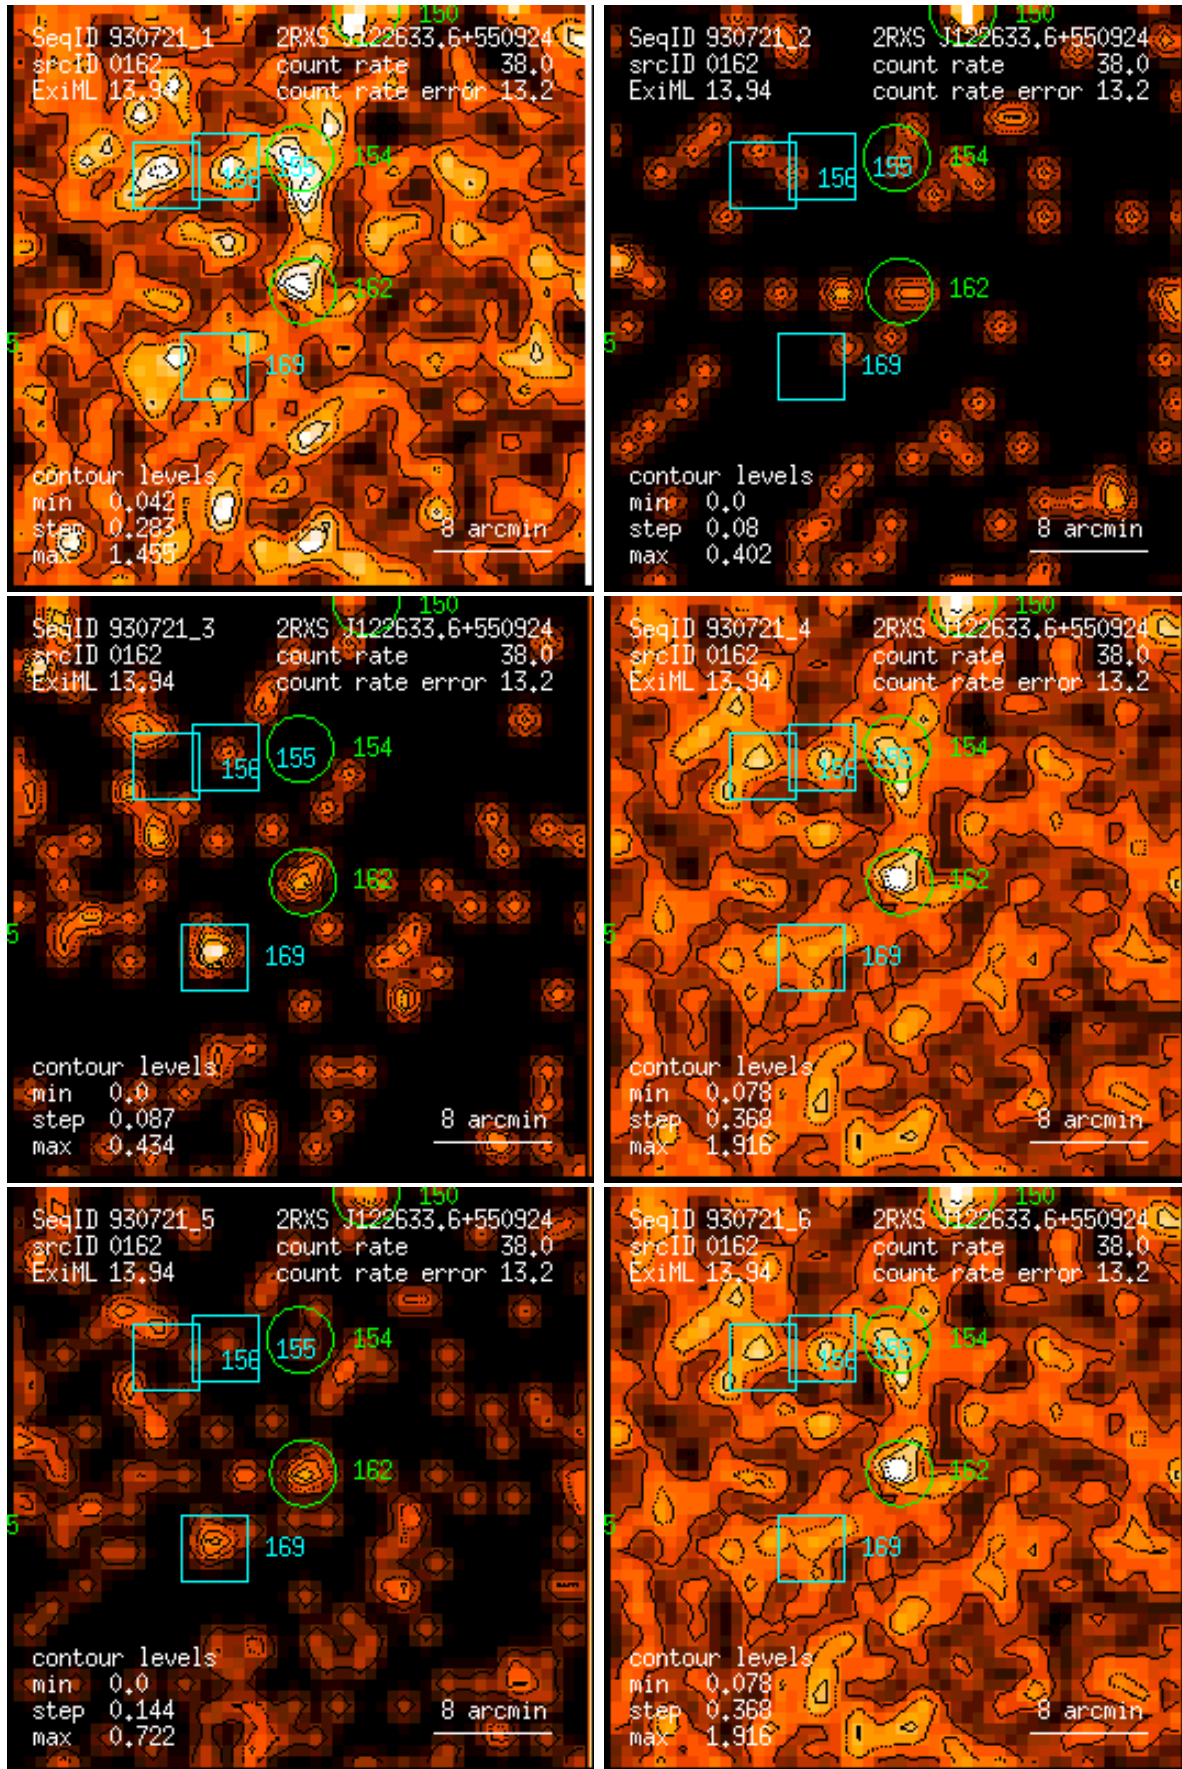 150
SeqID 930721_1 2RXS J122633.6+550924
srcID 0162 count rate 38.0
ExiML 13.94 count rate error 13.2
154
155
158
162
5
169
contour levels
min 0.042
step 0.283
max 1.455
8 arcmin
150
SeqID 930721_2 2RXS J122633.6+550924
srcID 0162 count rate 38.0
ExiML 13.94 count rate error 13.2
154
155
158
162
5
169
contour levels
min 0.0
step 0.08
max 0.402
8 arcmin
150
SeqID 930721_3 2RXS J122633.6+550924
srcID 0162 count rate 38.0
ExiML 13.94 count rate error 13.2
154
155
158
162
5
169
contour levels
min 0.0
step 0.087
max 0.434
8 arcmin
150
SeqID 930721_4 2RXS J122633.6+550924
srcID 0162 count rate 38.0
ExiML 13.94 count rate error 13.2
154
155
158
162
5
169
contour levels
min 0.078
step 0.368
max 1.916
8 arcmin
150
SeqID 930721_5 2RXS J122633.6+550924
srcID 0162 count rate 38.0
ExiML 13.94 count rate error 13.2
154
155
158
162
5
169
contour levels
min 0.0
step 0.144
max 0.722
8 arcmin
150
SeqID 930721_6 2RXS J122633.6+550924
srcID 0162 count rate 38.0
ExiML 13.94 count rate error 13.2
154
155
158
162
5
169
contour levels
min 0.078
step 0.368
max 1.916
8 arcmin